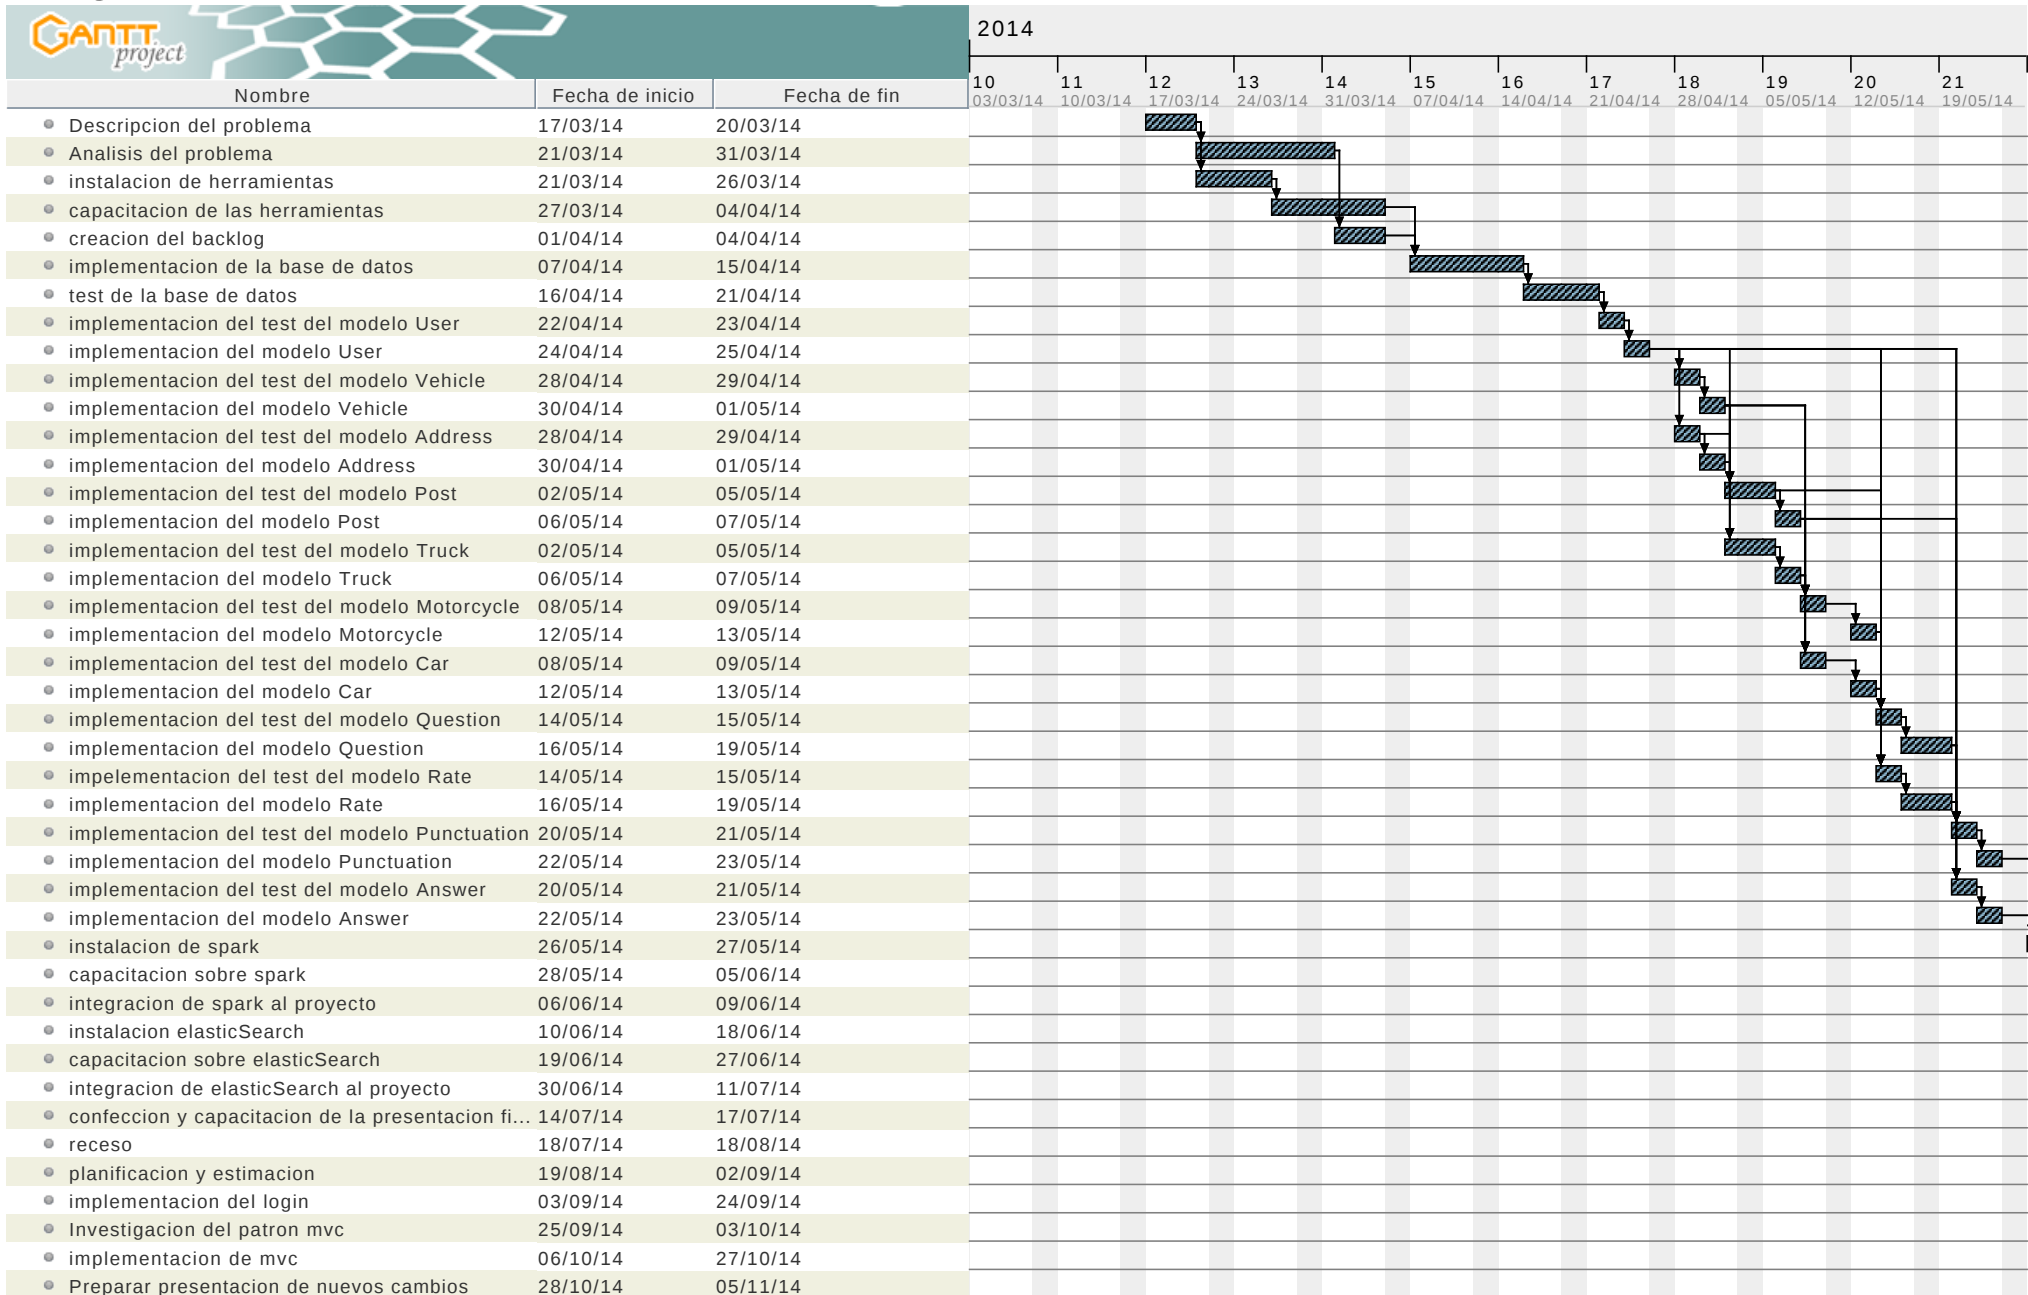 GANTT
project
2014
10 11 12 13 14 15 16 17 18 19 20 21
03/03/14 10/03/14 17/03/14 24/03/14 31/03/14 07/04/14 14/04/14 21/04/14 28/04/14 05/05/14 12/05/14 19/05/14
Nombre Fecha de inicio Fecha de fin
Descripcion del problema 17/03/14 20/03/14
Analisis del problema 21/03/14 31/03/14
instalacion de herramientas 21/03/14 26/03/14
capacitacion de las herramientas 27/03/14 04/04/14
creacion del backlog 01/04/14 04/04/14
implementacion de la base de datos 07/04/14 15/04/14
test de la base de datos 16/04/14 21/04/14
implementacion del test del modelo User 22/04/14 23/04/14
implementacion del modelo User 24/04/14 25/04/14
implementacion del test del modelo Vehicle 28/04/14 29/04/14
implementacion del modelo Vehicle 30/04/14 01/05/14
implementacion del test del modelo Address 28/04/14 29/04/14
implementacion del modelo Address 30/04/14 01/05/14
implementacion del test del modelo Post 02/05/14 05/05/14
implementacion del modelo Post 06/05/14 07/05/14
implementacion del test del modelo Truck 02/05/14 05/05/14
implementacion del modelo Truck 06/05/14 07/05/14
implementacion del test del modelo Motorcycle 08/05/14 09/05/14
implementacion del modelo Motorcycle 12/05/14 13/05/14
implementacion del test del modelo Car 08/05/14 09/05/14
implementacion del modelo Car 12/05/14 13/05/14
implementacion del test del modelo Question 14/05/14 15/05/14
implementacion del modelo Question 16/05/14 19/05/14
impelementacion del test del modelo Rate 14/05/14 15/05/14
implementacion del modelo Rate 16/05/14 19/05/14
implementacion del test del modelo Punctuation 20/05/14 21/05/14
implementacion del modelo Punctuation 22/05/14 23/05/14
implementacion del test del modelo Answer 20/05/14 21/05/14
implementacion del modelo Answer 22/05/14 23/05/14
instalacion de spark 26/05/14 27/05/14
capacitacion sobre spark 28/05/14 05/06/14
integracion de spark al proyecto 06/06/14 09/06/14
instalacion elasticSearch 10/06/14 18/06/14
capacitacion sobre elasticSearch 19/06/14 27/06/14
integracion de elasticSearch al proyecto 30/06/14 11/07/14
confeccion y capacitacion de la presentacion fi... 14/07/14 17/07/14
receso 18/07/14 18/08/14
planificacion y estimacion 19/08/14 02/09/14
implementacion del login 03/09/14 24/09/14
Investigacion del patron mvc 25/09/14 03/10/14
implementacion de mvc 06/10/14 27/10/14
Preparar presentacion de nuevos cambios 28/10/14 05/11/14